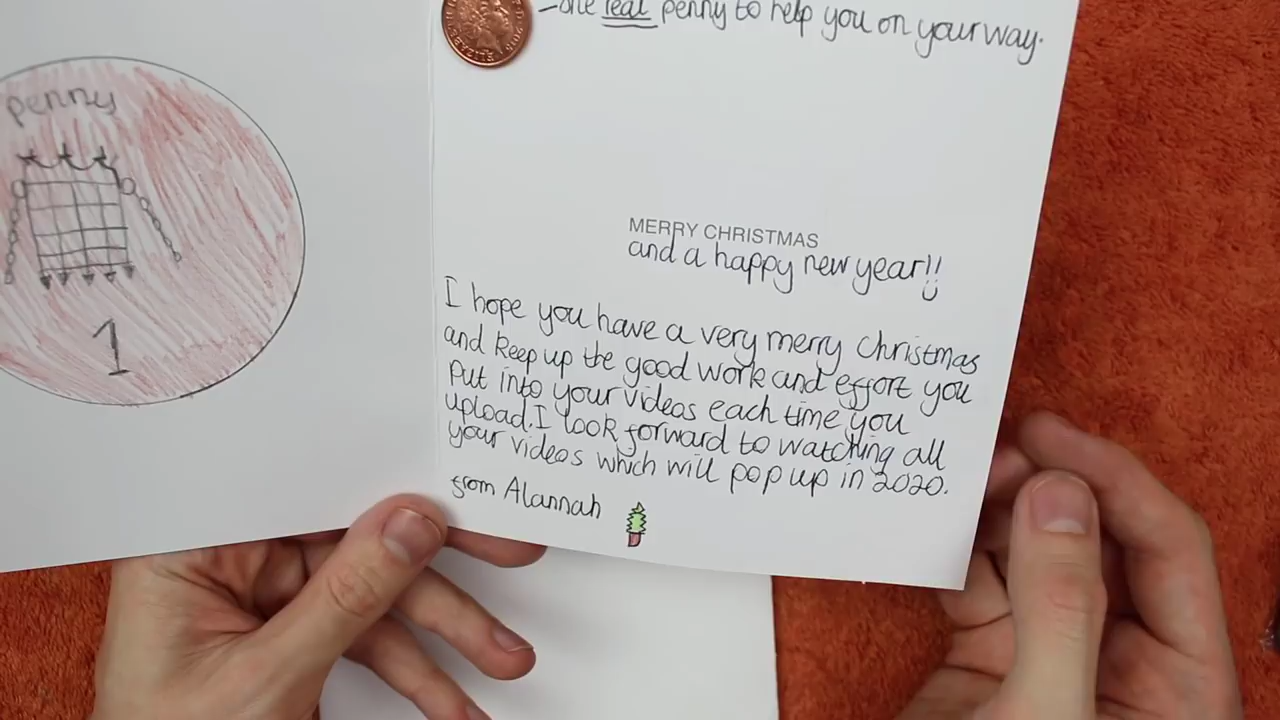 -one real penny to help you on your way.
penny
1
MERRY CHRISTMAS
and a happy new year!!
I hope you have a very merry christmas
and keep up the good work and effort you
put into your videos each time you
upload. I look forward to watching all
your videos which will pop up in 2020.
from Alannah